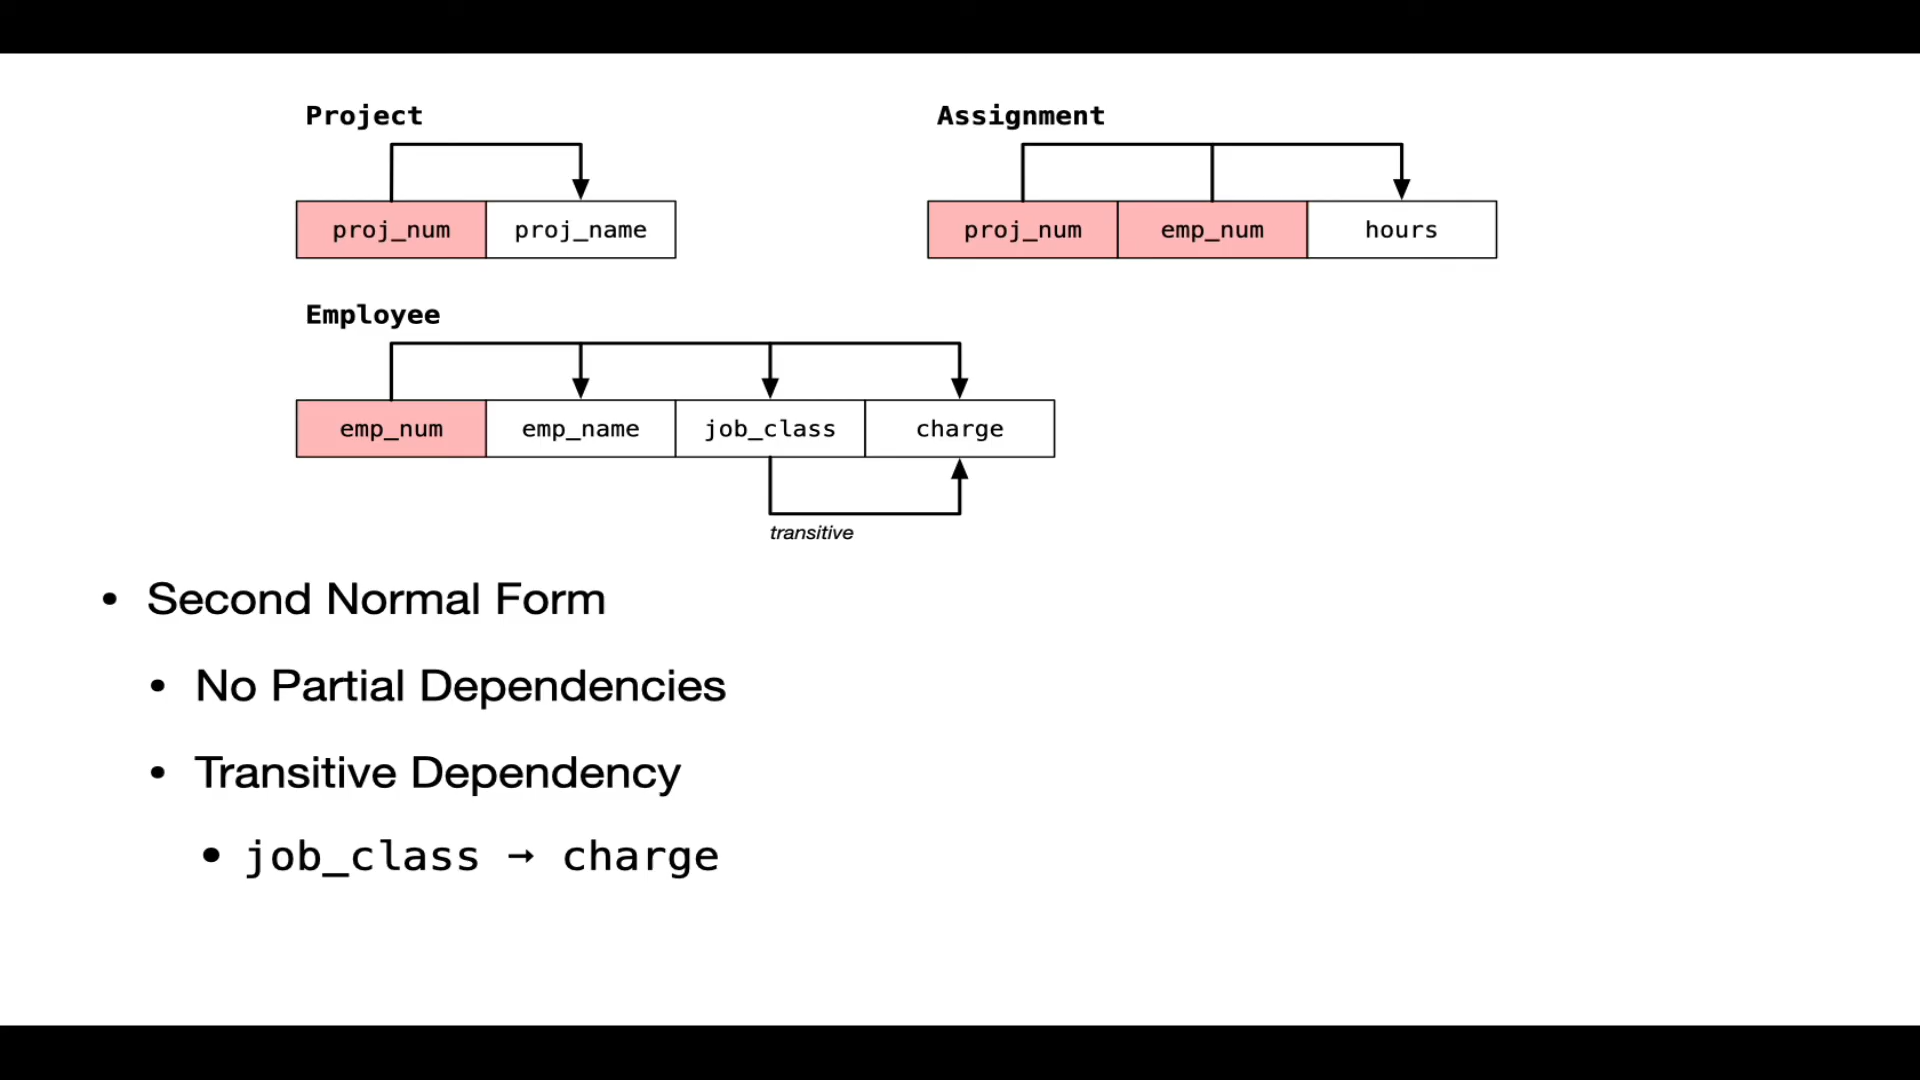 Project
proj_num proj_name
Assignment
proj_num emp_num hours
Employee
emp_num emp_name job_class charge
transitive
• Second Normal Form
• No Partial Dependencies
• Transitive Dependency
• job_class → charge